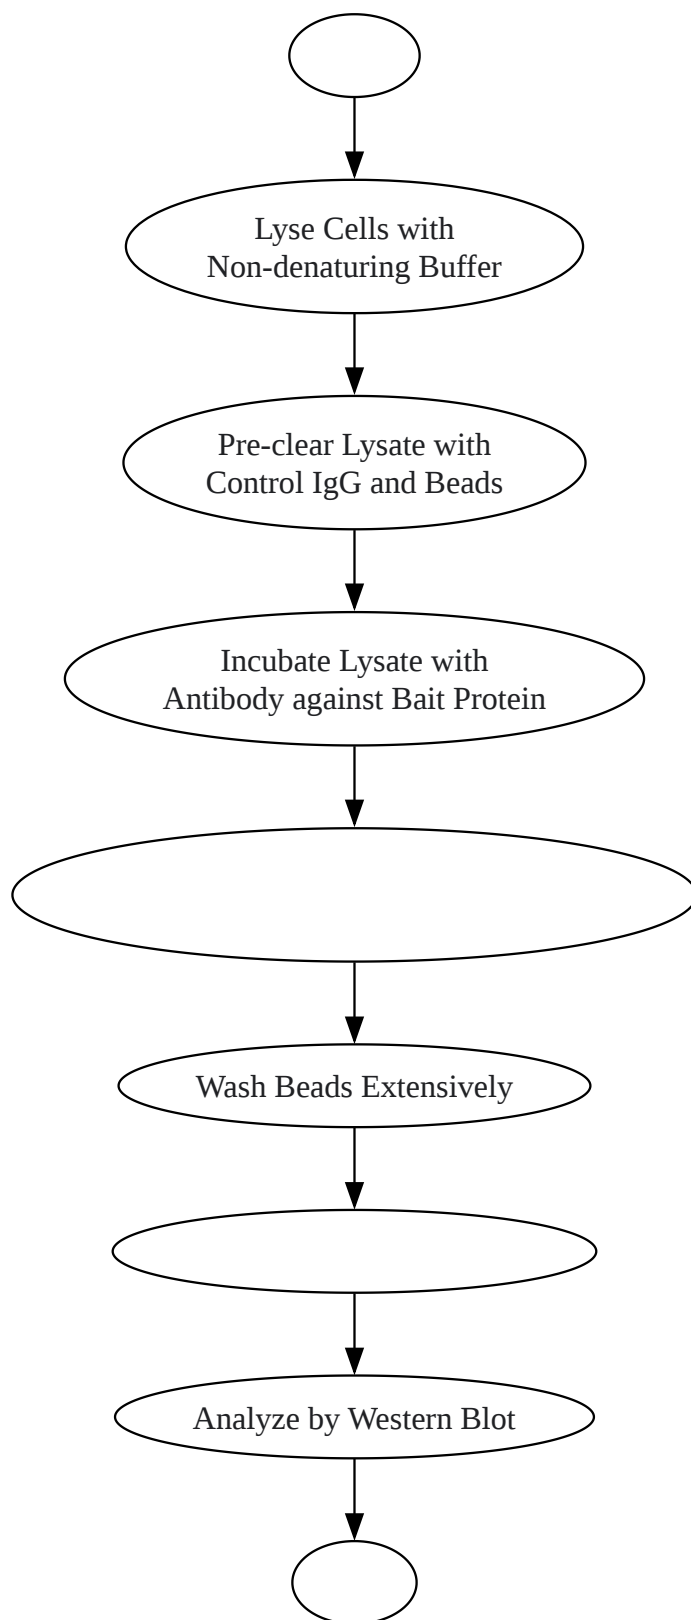 Lyse Cells with
Non-denaturing Buffer
Pre-clear Lysate with
Control IgG and Beads
Incubate Lysate with
Antibody against Bait Protein
Wash Beads Extensively
Analyze by Western Blot